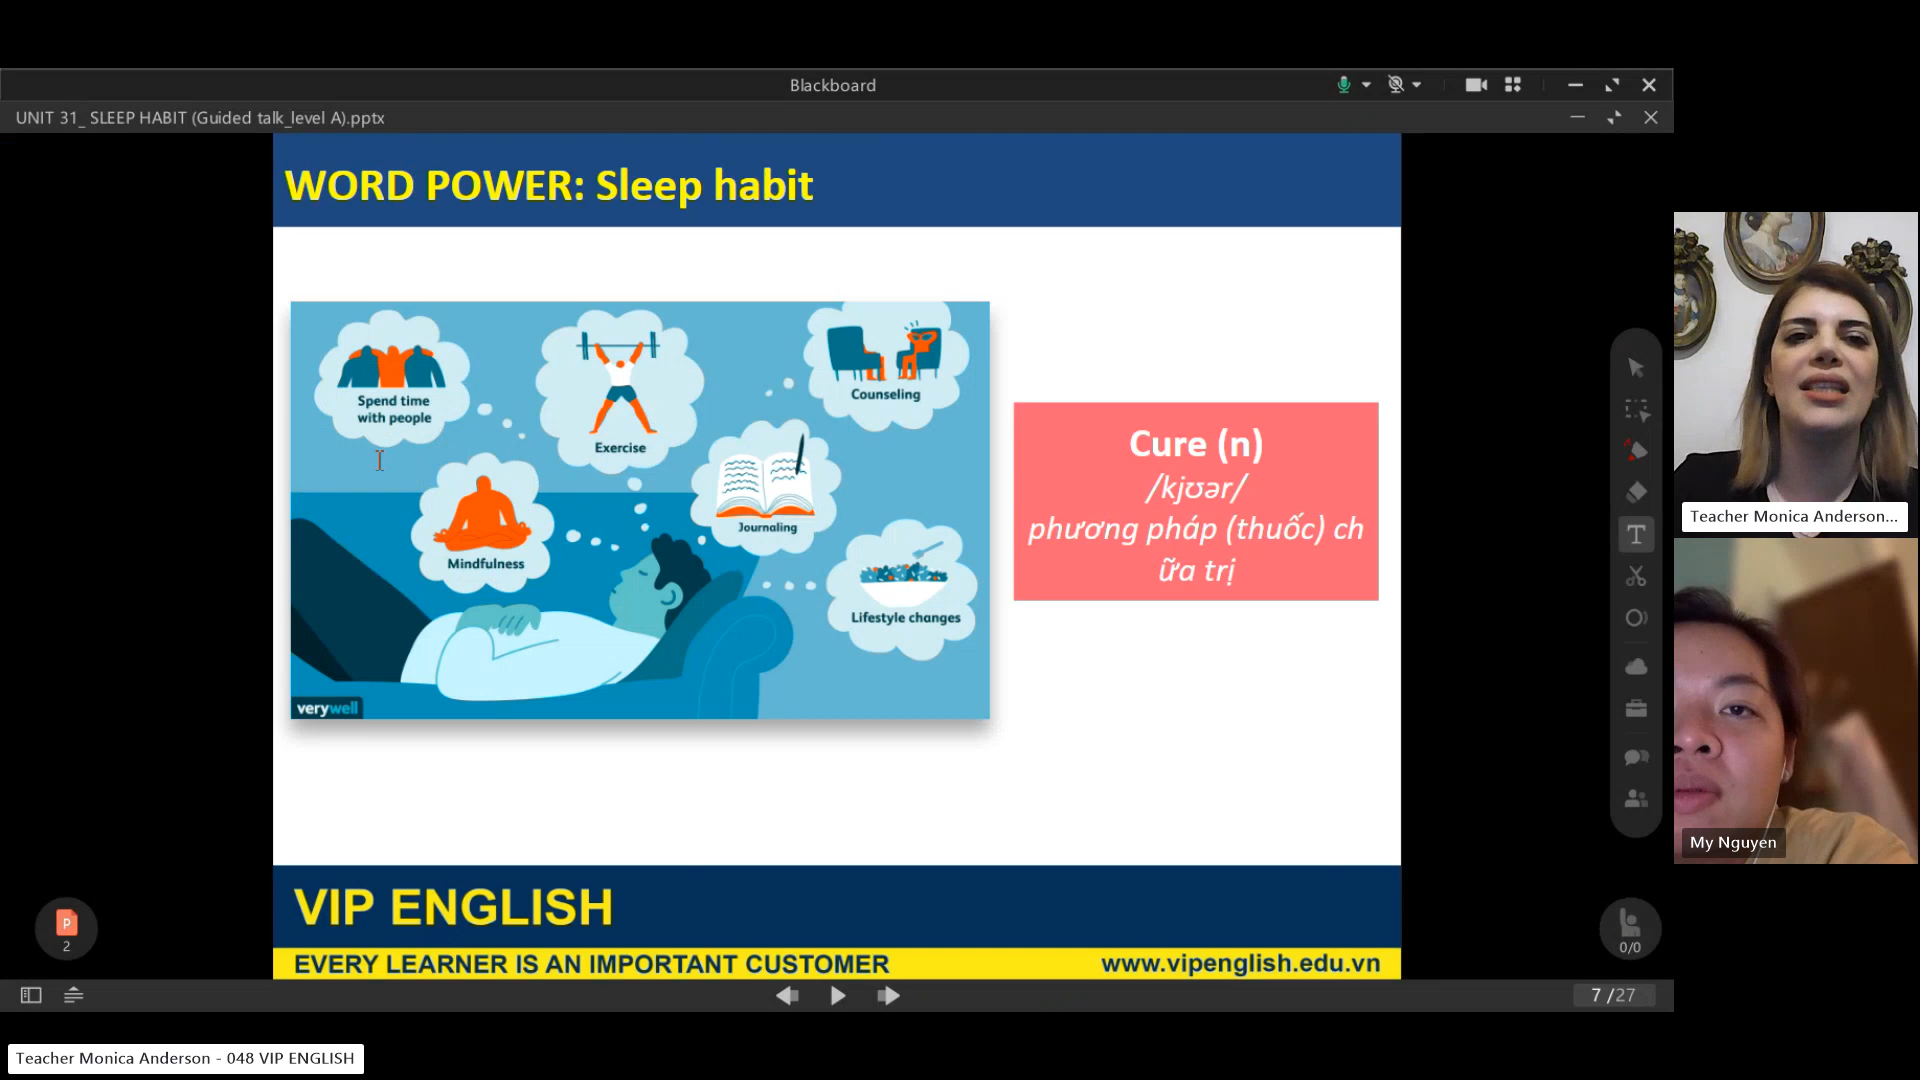 Blackboard
UNIT 31_ SLEEP HABIT (Guided talk_level A).pptx
WORD POWER: Sleep habit
Spend time
with people
Exercise
Counseling
Mindfulness
Journaling
Lifestyle changes
verywell
Cure (n)
/kjʊər/
phương pháp (thuốc) ch
ữa trị
VIP ENGLISH
EVERY LEARNER IS AN IMPORTANT CUSTOMER
www.vipenglish.edu.vn
P
2
T
0/0
7 /27
Teacher Monica Anderson...
My Nguyen
Teacher Monica Anderson - 048 VIP ENGLISH